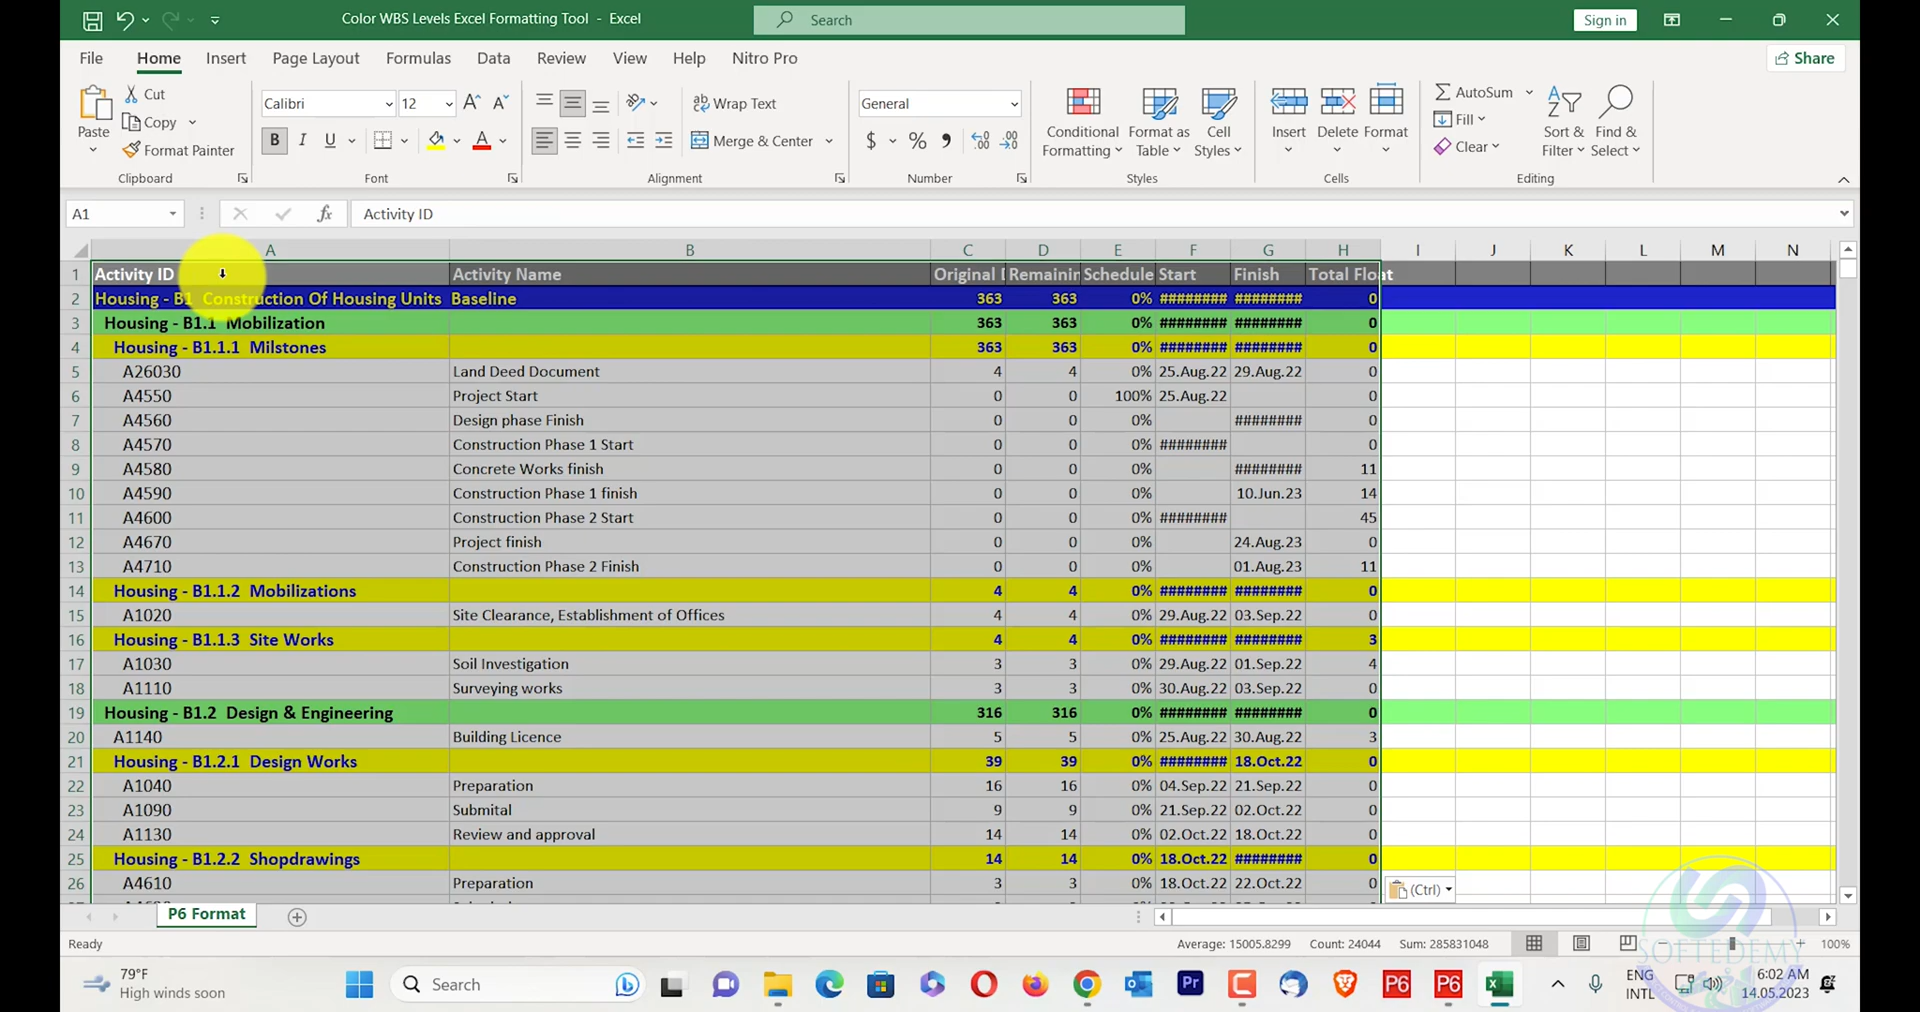 Color WBS Levels Excel Formatting Tool - Excel
Search
Sign in
File Home Insert Page Layout Formulas Data Review View Help Nitro Pro
Share
Paste
Cut
Copy
Format Painter
Clipboard
Calibri 12
B I U
Font
Wrap Text
Merge & Center
Alignment
General
$ % ,
Number
Conditional Formatting
Format as Table
Cell Styles
Styles
Insert Delete Format
Cells
AutoSum
Fill
Clear
Sort & Filter
Find & Select
Editing
A1 fx Activity ID
A B C D E F G H I J K L M N
1 Activity ID Activity Name Original D Remainin Schedule Start Finish Total Float
2 Housing - B1 Construction Of Housing Units Baseline 363 363 0% ######## ######## 0
3 Housing - B1.1 Mobilization 363 363 0% ######## ######## 0
4 Housing - B1.1.1 Milstones 363 363 0% ######## ######## 0
5 A26030 Land Deed Document 4 4 0% 25.Aug.22 29.Aug.22 0
6 A4550 Project Start 0 0 100% 25.Aug.22 0
7 A4560 Design phase Finish 0 0 0% ######## 0
8 A4570 Construction Phase 1 Start 0 0 0% ######## 0
9 A4580 Concrete Works finish 0 0 0% ######## 11
10 A4590 Construction Phase 1 finish 0 0 0% 10.Jun.23 14
11 A4600 Construction Phase 2 Start 0 0 0% ######## 45
12 A4670 Project finish 0 0 0% 24.Aug.23 0
13 A4710 Construction Phase 2 Finish 0 0 0% 01.Aug.23 11
14 Housing - B1.1.2 Mobilizations 4 4 0% ######## ######## 0
15 A1020 Site Clearance, Establishment of Offices 4 4 0% 29.Aug.22 03.Sep.22 0
16 Housing - B1.1.3 Site Works 4 4 0% ######## ######## 3
17 A1030 Soil Investigation 3 3 0% 29.Aug.22 01.Sep.22 4
18 A1110 Surveying works 3 3 0% 30.Aug.22 03.Sep.22 0
19 Housing - B1.2 Design & Engineering 316 316 0% ######## ######## 0
20 A1140 Building Licence 5 5 0% 25.Aug.22 30.Aug.22 3
21 Housing - B1.2.1 Design Works 39 39 0% ######## 18.Oct.22 0
22 A1040 Preparation 16 16 0% 04.Sep.22 21.Sep.22 0
23 A1090 Submital 9 9 0% 21.Sep.22 02.Oct.22 0
24 A1130 Review and approval 14 14 0% 02.Oct.22 18.Oct.22 0
25 Housing - B1.2.2 Shopdrawings 14 14 0% 18.Oct.22 ######## 0
26 A4610 Preparation 3 3 0% 18.Oct.22 22.Oct.22 0
(Ctrl)
P6 Format
Ready
Average: 15005.8299 Count: 24044 Sum: 285831048
100%
SOFTEDEMY
79°F
High winds soon
Search
Pr
P6
P6
ENG
INTL
6:02 AM
14.05.2023